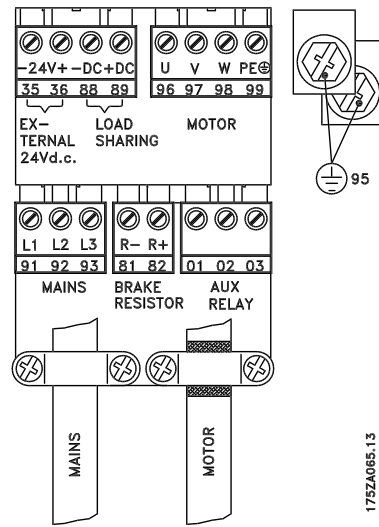 -24V+ -DC+DC
35 36 88 89
EX-
TERNAL
24Vd.c.
LOAD
SHARING
U V W PE
96 97 98 99
MOTOR
95
L1 L2 L3
91 92 93
MAINS
R- R+
81 82
BRAKE
RESISTOR
01 02 03
AUX
RELAY
MAINS
MOTOR
175ZA065.13